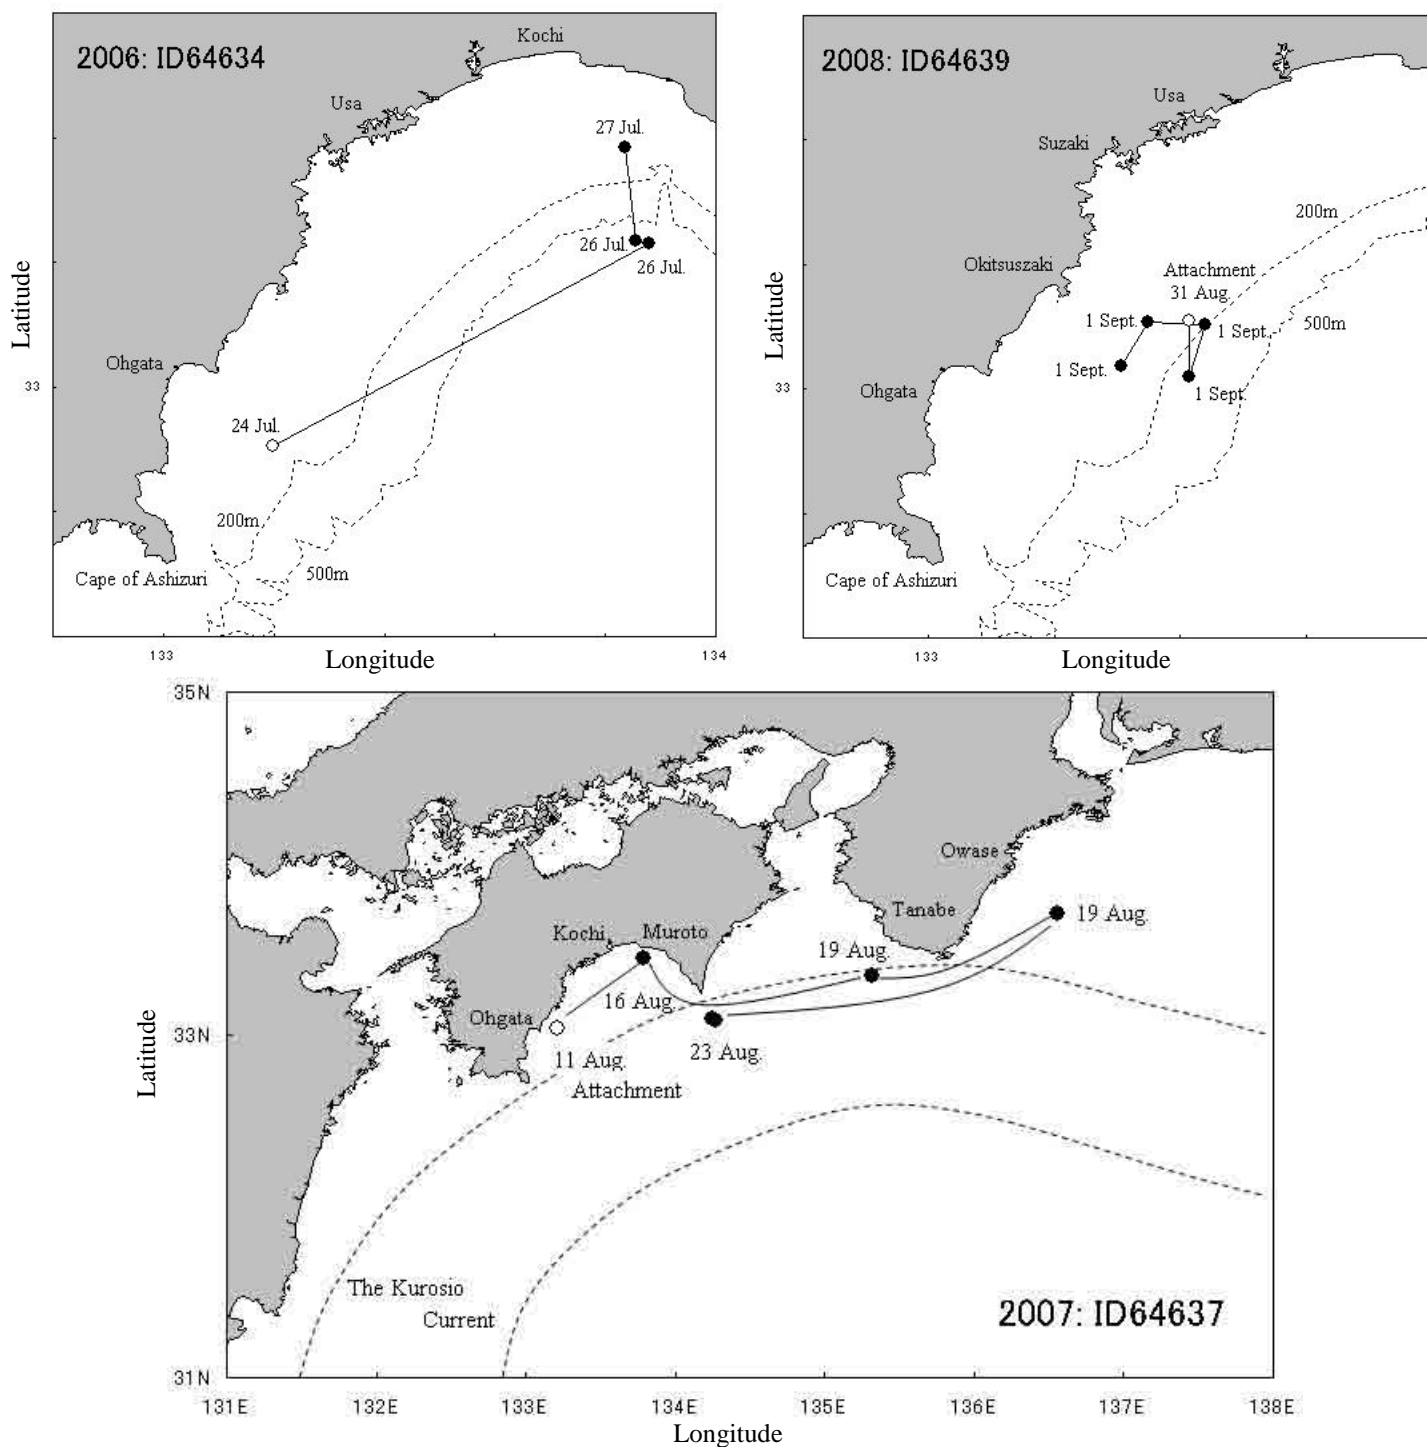 2006: ID64634
Kochi
Usa
27 Jul.
26 Jul.
26 Jul.
Ohgata
33
24 Jul.
200m
500m
Cape of Ashizuri
133
134
Longitude
Latitude
2008: ID64639
Usa
Suzaki
200m
Okitsuszaki
Attachment
31 Aug.
500m
1 Sept.
1 Sept.
1 Sept.
1 Sept.
33
Ohgata
Cape of Ashizuri
133
Longitude
Latitude
35N
Owase
Tanabe
19 Aug.
Kochi
Muroto
19 Aug.
16 Aug.
Ohgata
33N
11 Aug.
Attachment
23 Aug.
The Kurosio
Current
2007: ID64637
31N
131E
132E
133E
134E
135E
136E
137E
138E
Longitude
Latitude